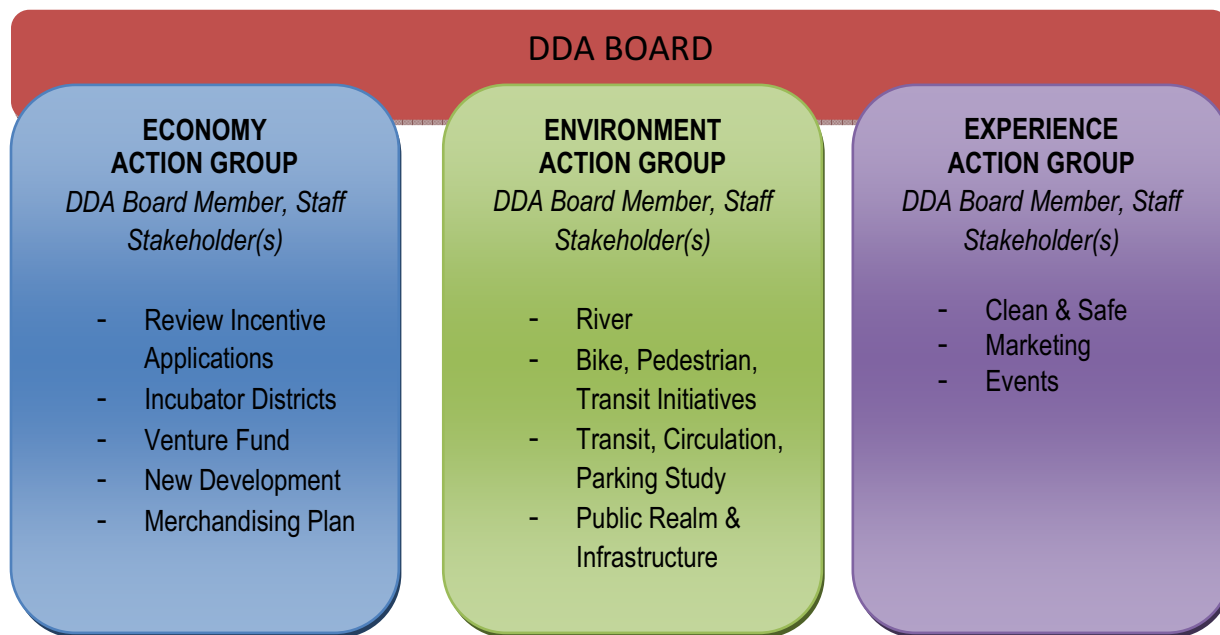 DDA BOARD
ECONOMY
ACTION GROUP
DDA Board Member, Staff
Stakeholder(s)
- Review Incentive
Applications
- Incubator Districts
- Venture Fund
- New Development
- Merchandising Plan
ENVIRONMENT
ACTION GROUP
DDA Board Member, Staff
Stakeholder(s)
- River
- Bike, Pedestrian,
Transit Initiatives
- Transit, Circulation,
Parking Study
- Public Realm &
Infrastructure
EXPERIENCE
ACTION GROUP
DDA Board Member, Staff
Stakeholder(s)
- Clean & Safe
- Marketing
- Events